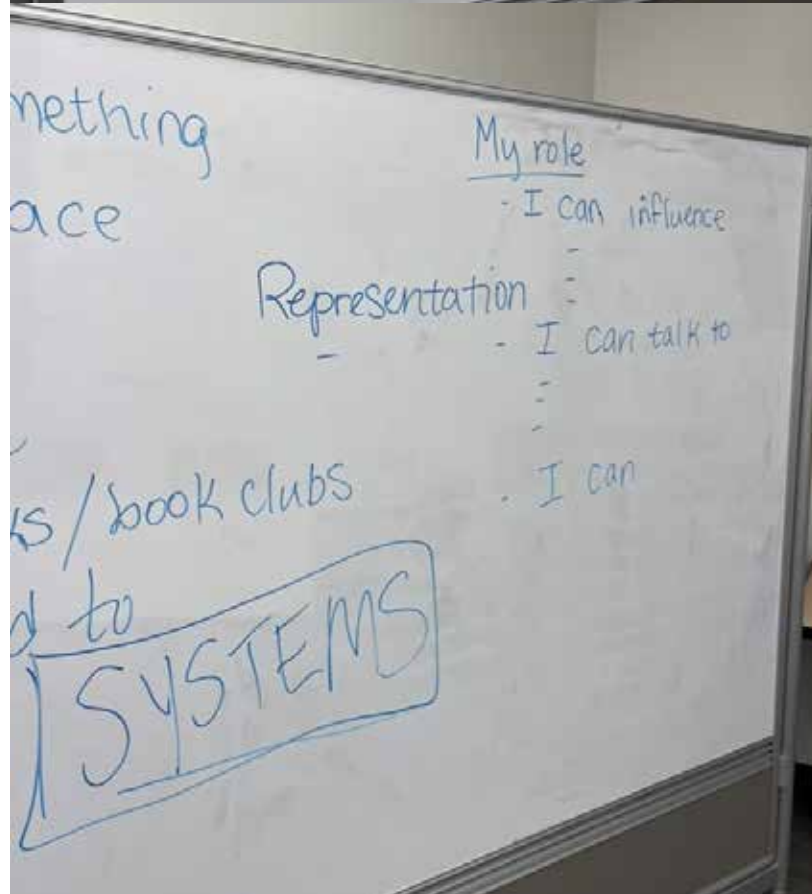 nething
ace
Representation
-
s/book clubs
d to
SYSTEMS
My role
- I can influence
-
-
-
- I can talk to
-
-
-
. I can